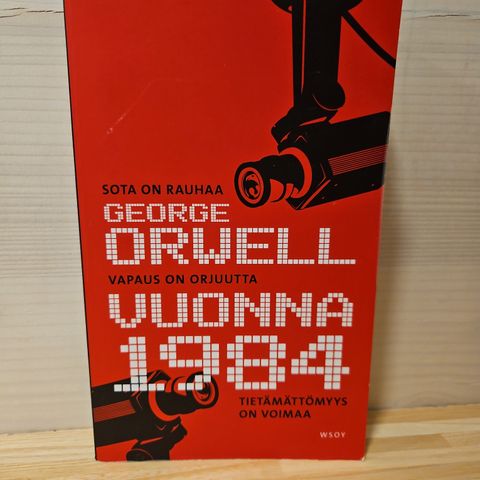 SOTA ON RAUHAA
GEORGE
ORWELL
VAPAUS ON ORJUUTTA
VUONNA
1984
TIETÄMÄTTÖMYYS
ON VOIMAA
WSOY